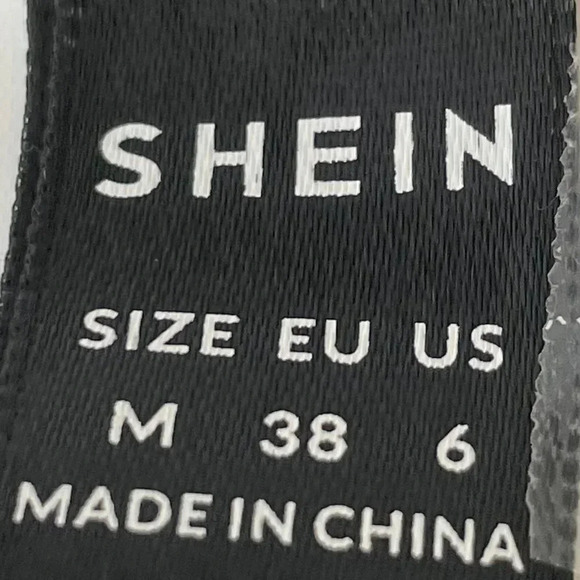 SHEIN
SIZE EU US
M 38 6
MADE IN CHINA